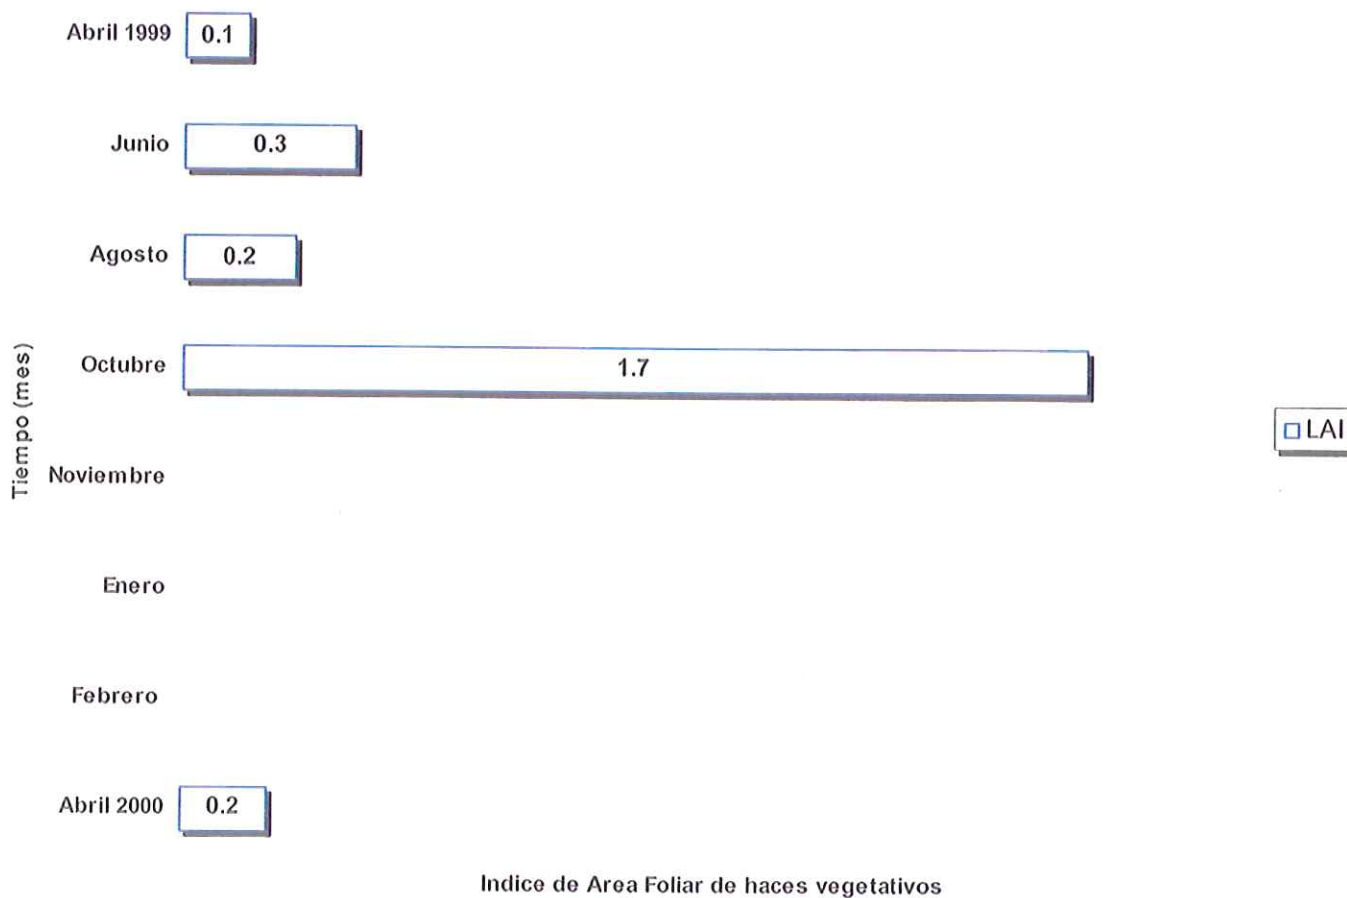 Abril 1999
0.1
Junio
0.3
Agosto
0.2
Octubre
1.7
Noviembre
Enero
Febrero
Abril 2000
0.2
Tiempo (mes)
LAI
Indice de Area Foliar de haces vegetativos